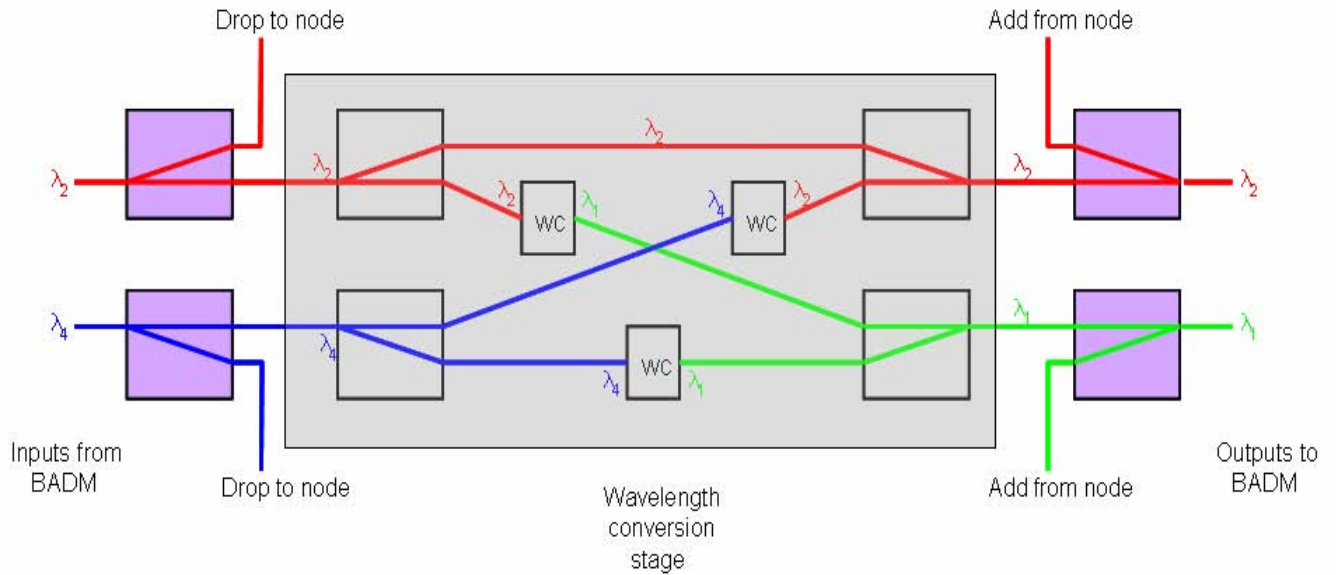 Drop to node
Add from node
λ2
λ2
λ2
λ2
λ2
λ2
λ1
λ4
λ2
WC
WC
λ4
λ4
λ4
WC
λ1
λ1
λ1
Inputs from
BADM
Drop to node
Wavelength
conversion
stage
Add from node
Outputs to
BADM